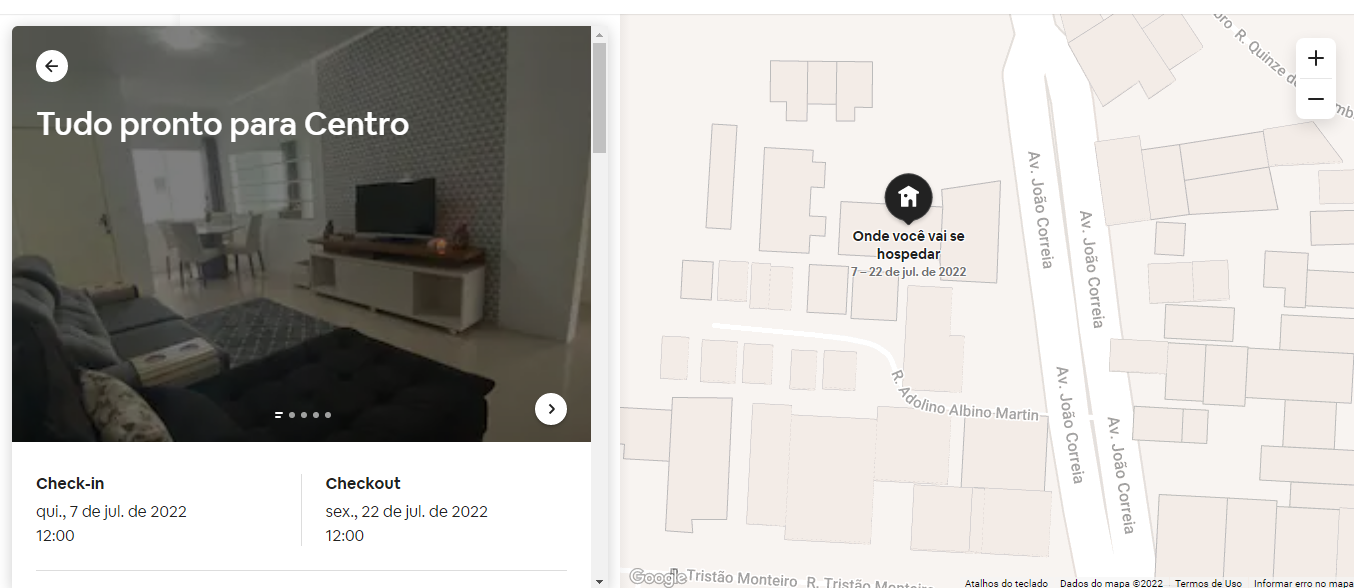 Tudo pronto para Centro
Check-in
qui., 7 de jul. de 2022
12:00
Checkout
sex., 22 de jul. de 2022
12:00
R. Quinze de
Av. João Correia
Av. João Correia
Onde você vai se
hospedar
7 – 22 de jul. de 2022
R. Adolino Albino Martin
Av. João Correia
Av. João Correia
Google
Tristão Monteiro
R. Tristão Monteiro
Atalhos do teclado
Dados do mapa ©2022
Termos de Uso
Informar erro no mapa